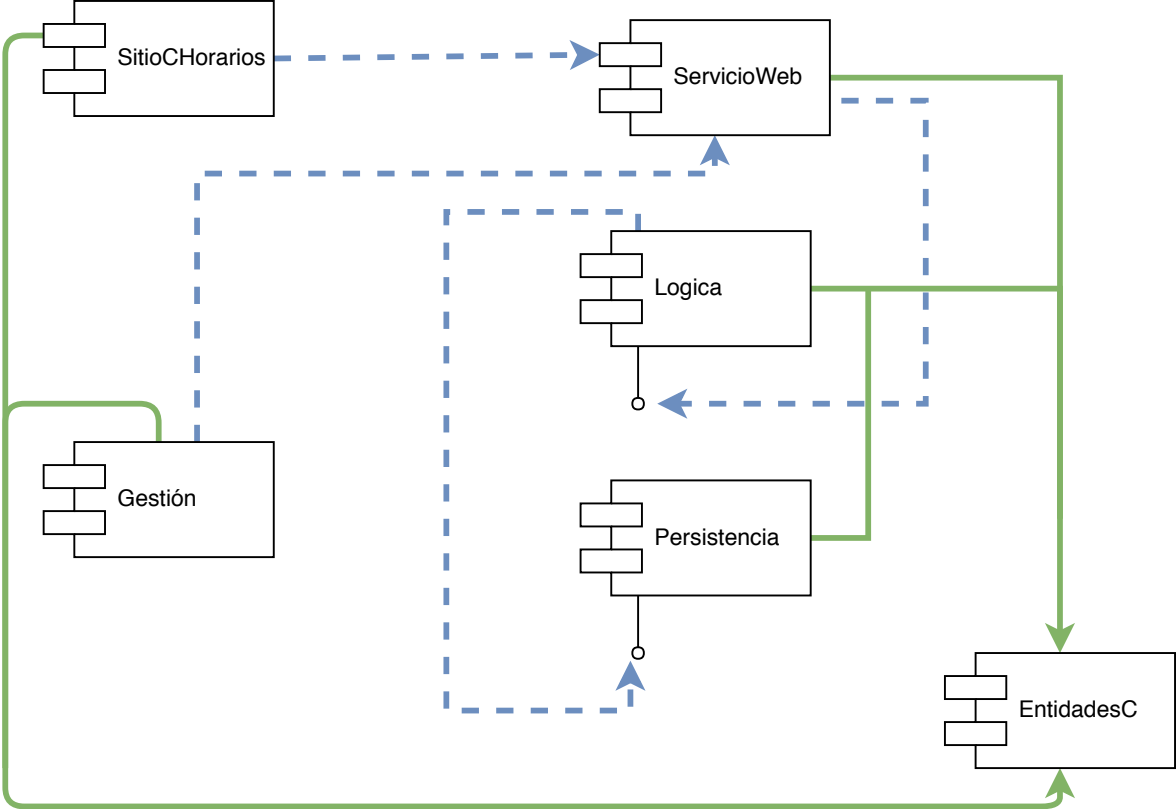 SitioCHorarios
ServicioWeb
Logica
Gestión
Persistencia
EntidadesC